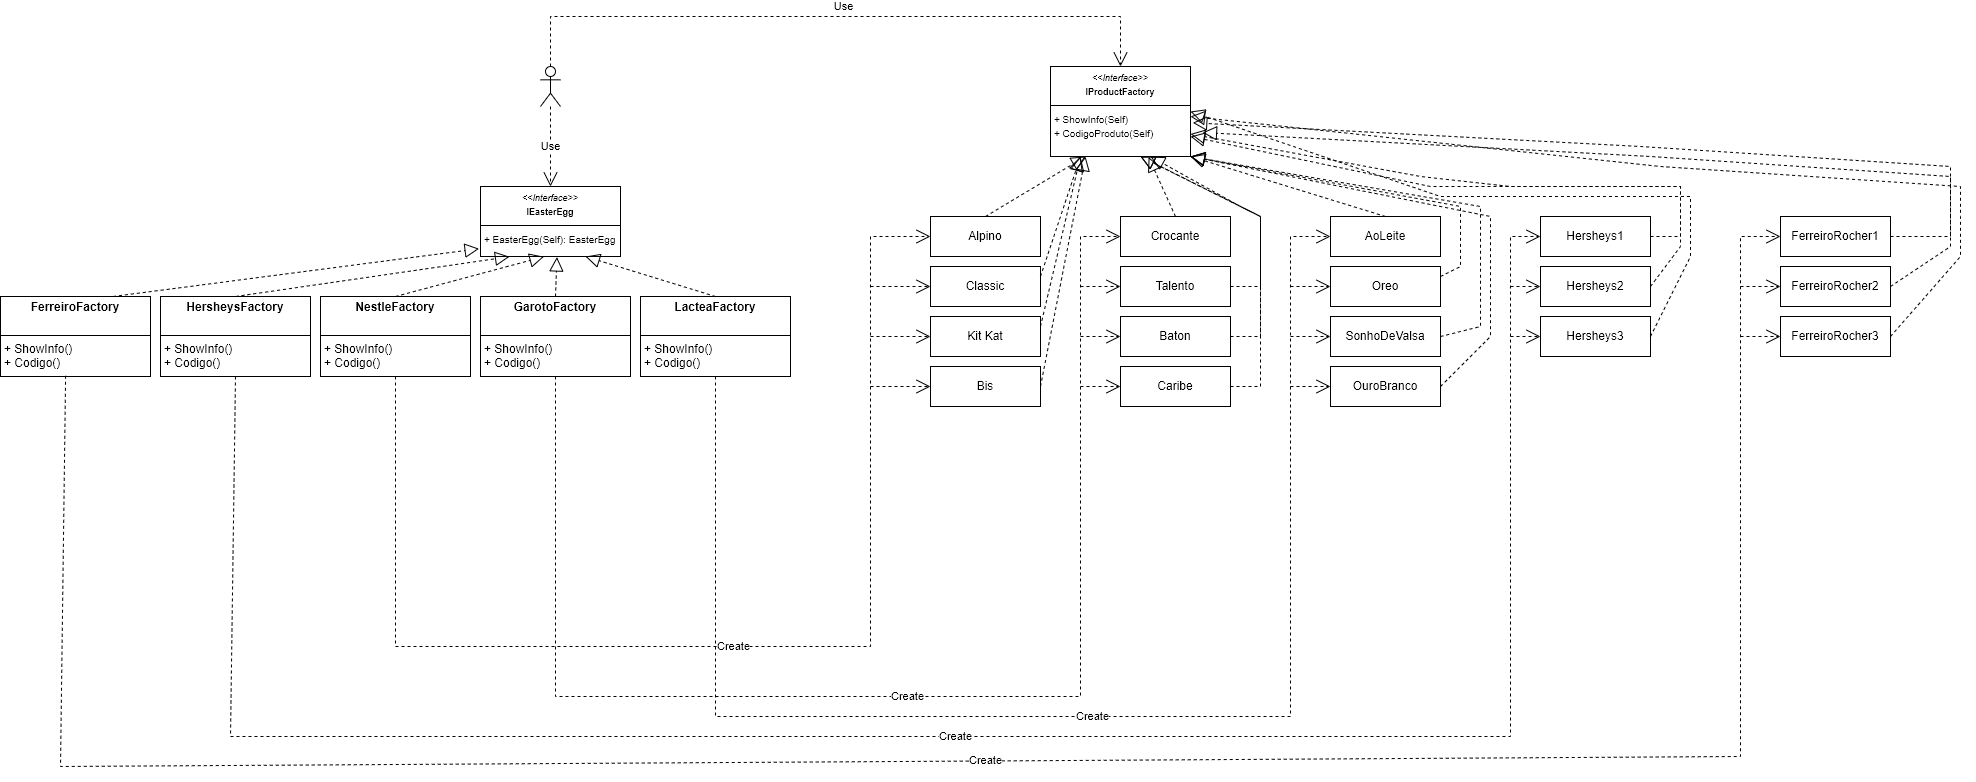 Use
<<Interface>>
IProductFactory
+ ShowInfo(Self)
+ CodigoProduto(Self)
Use
<<Interface>>
IEasterEgg
+ EasterEgg(Self): EasterEgg
Alpino
Crocante
AoLeite
Hersheys1
FerreiroRocher1
Classic
Talento
Oreo
Hersheys2
FerreiroRocher2
Kit Kat
Baton
SonhoDeValsa
Hersheys3
FerreiroRocher3
Bis
Caribe
OuroBranco
FerreiroFactory
+ ShowInfo()
+ Codigo()
HersheysFactory
+ ShowInfo()
+ Codigo()
NestleFactory
+ ShowInfo()
+ Codigo()
GarotoFactory
+ ShowInfo()
+ Codigo()
LacteaFactory
+ ShowInfo()
+ Codigo()
Create
Create
Create
Create
Create